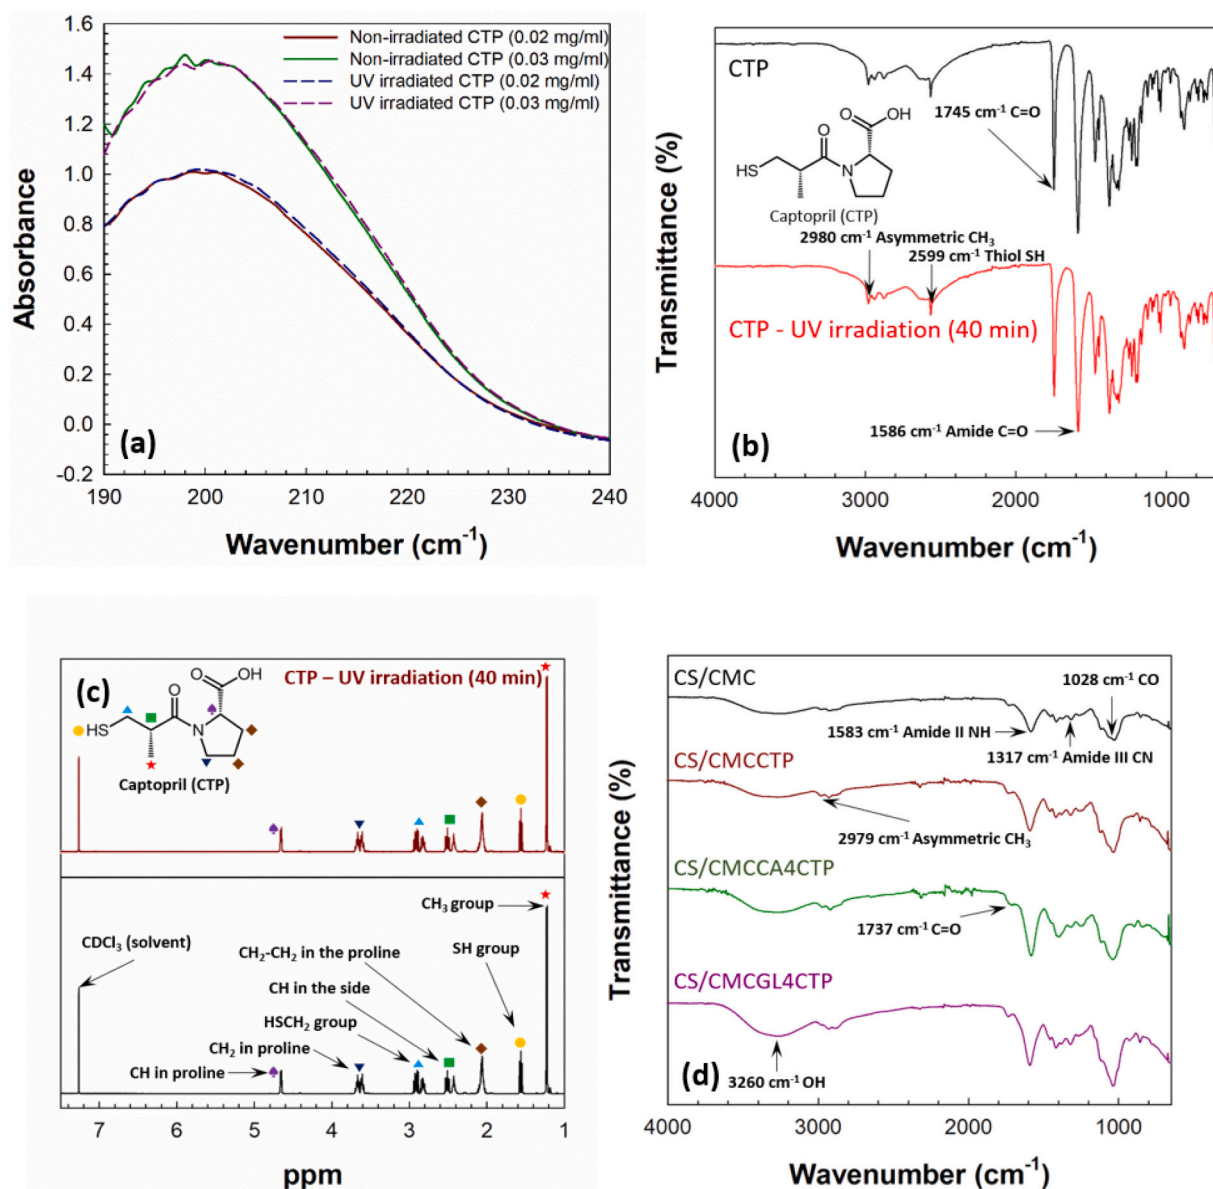 Non-irradiated CTP (0.02 mg/ml)
Non-irradiated CTP (0.03 mg/ml)
UV irradiated CTP (0.02 mg/ml)
UV irradiated CTP (0.03 mg/ml)
1.6
1.4
1.2
1.0
0.8
0.6
0.4
0.2
0.0
-0.2
Absorbance
(a)
190 200 210 220 230 240
Wavenumber (cm⁻¹)
CTP
1745 cm⁻¹ C=O
O
O
OH
HS
N
Captopril (CTP)
2980 cm⁻¹ Asymmetric CH₃
2599 cm⁻¹ Thiol SH
CTP - UV irradiation (40 min)
1586 cm⁻¹ Amide C=O
(b)
Transmittance (%)
4000 3000 2000 1000
Wavenumber (cm⁻¹)
(c)
CTP – UV irradiation (40 min)
O
O
OH
HS
N
Captopril (CTP)
CH₃ group
CDCl₃ (solvent)
CH₂-CH₂ in the proline
SH group
CH in the side
HSCH₂ group
CH₂ in proline
CH in proline
7 6 5 4 3 2 1
ppm
CS/CMC
1028 cm⁻¹ CO
1583 cm⁻¹ Amide II NH
1317 cm⁻¹ Amide III CN
CS/CMCCTP
2979 cm⁻¹ Asymmetric CH₃
CS/CMCCA4CTP
1737 cm⁻¹ C=O
CS/CMCGL4CTP
3260 cm⁻¹ OH
(d)
Transmittance (%)
4000 3000 2000 1000
Wavenumber (cm⁻¹)